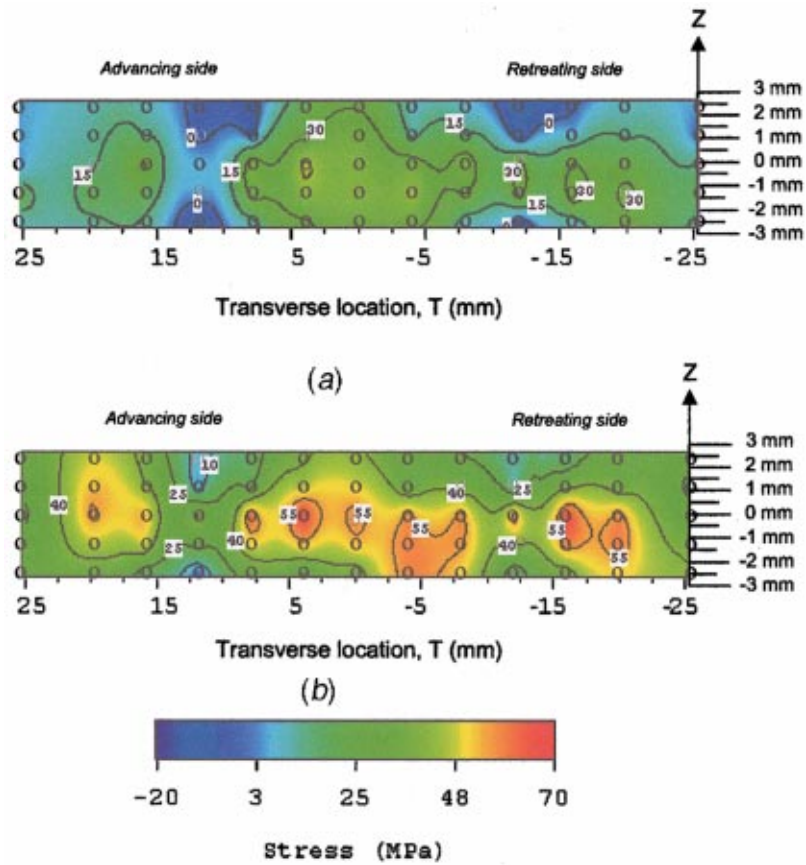 Z
Advancing side Retreating side
3 mm
2 mm
1 mm
0 mm
-1 mm
-2 mm
-3 mm
0 30 15 0
15 15 30 30 30
0 15 0
25 15 5 -5 -15 -25
Transverse location, T (mm)
(a)
Z
Advancing side Retreating side
3 mm
2 mm
1 mm
0 mm
-1 mm
-2 mm
-3 mm
10 25 40 25
40 55 55 55 55
25 40 40 55
25 15 5 -5 -15 -25
Transverse location, T (mm)
(b)
-20 3 25 48 70
Stress (MPa)